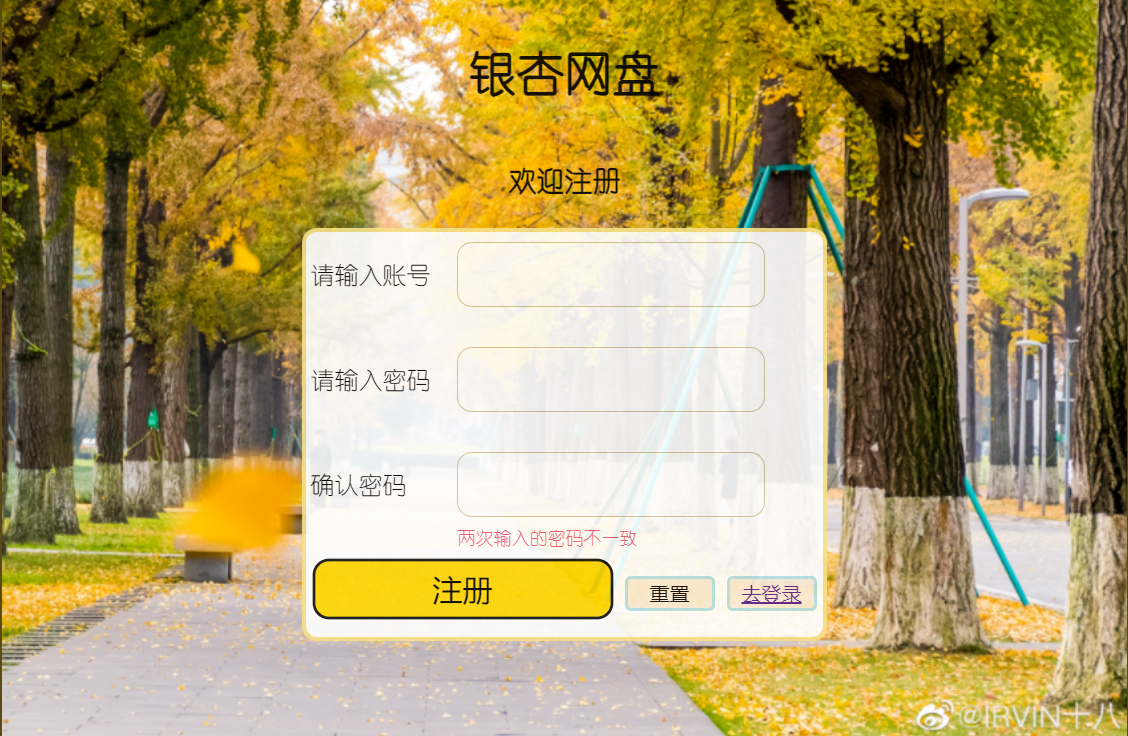 银杏网盘
欢迎注册
请输入账号
请输入密码
确认密码
两次输入的密码不一致
注册
重置
去登录
@IRVIN十八